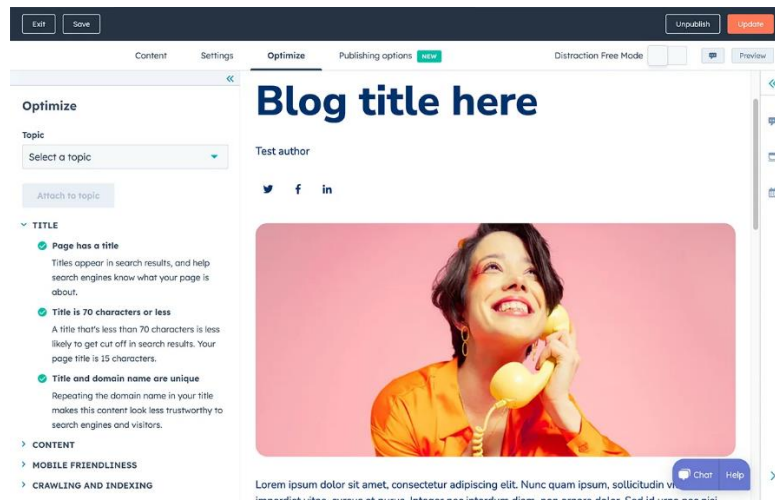 Exit Save Unpublish Update
Content Settings Optimize Publishing options NEW Distraction Free Mode Preview
Optimize
Topic
Select a topic
Attach to topic
TITLE
Page has a title
Titles appear in search results, and help
search engines know what your page is
about.
Title is 70 characters or less
A title that's less than 70 characters is less
likely to get cut off in search results. Your
page title is 15 characters.
Title and domain name are unique
Repeating the domain name in your title
makes this content look less trustworthy to
search engines and visitors.
CONTENT
MOBILE FRIENDLINESS
CRAWLING AND INDEXING
Blog title here
Test author
Chat Help
Lorem ipsum dolor sit amet, consectetur adipiscing elit. Nunc quam ipsum, sollicitudin